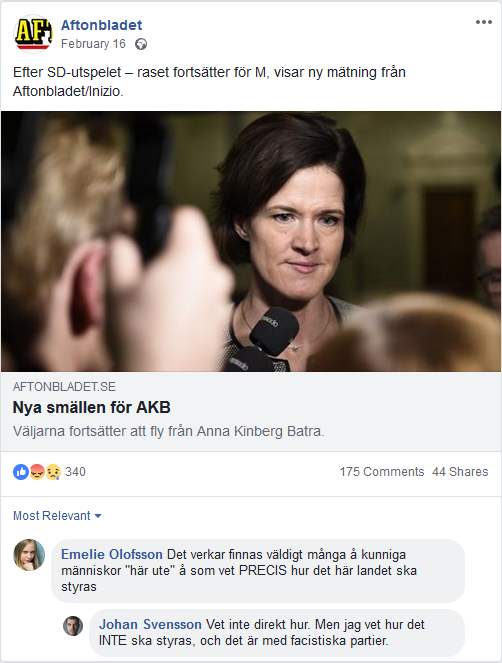 AF
Aftonbladet
February 16
Efter SD-utspelet – raset fortsätter för M, visar ny mätning från
Aftonbladet/Inizio.
AFTONBLADET.SE
Nya smällen för AKB
Väljarna fortsätter att fly från Anna Kinberg Batra.
340
175 Comments 44 Shares
Most Relevant
Emelie Olofsson Det verkar finnas väldigt många å kunniga
människor "här ute" å som vet PRECIS hur det här landet ska
styras
Johan Svensson Vet inte direkt hur. Men jag vet hur det
INTE ska styras, och det är med facistiska partier.